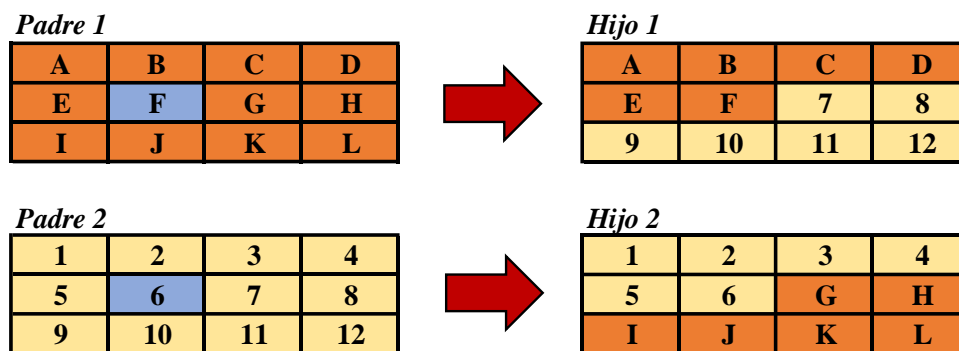 Padre 1
A B C D
E F G H
I J K L
Hijo 1
A B C D
E F 7 8
9 10 11 12
Padre 2
1 2 3 4
5 6 7 8
9 10 11 12
Hijo 2
1 2 3 4
5 6 G H
I J K L